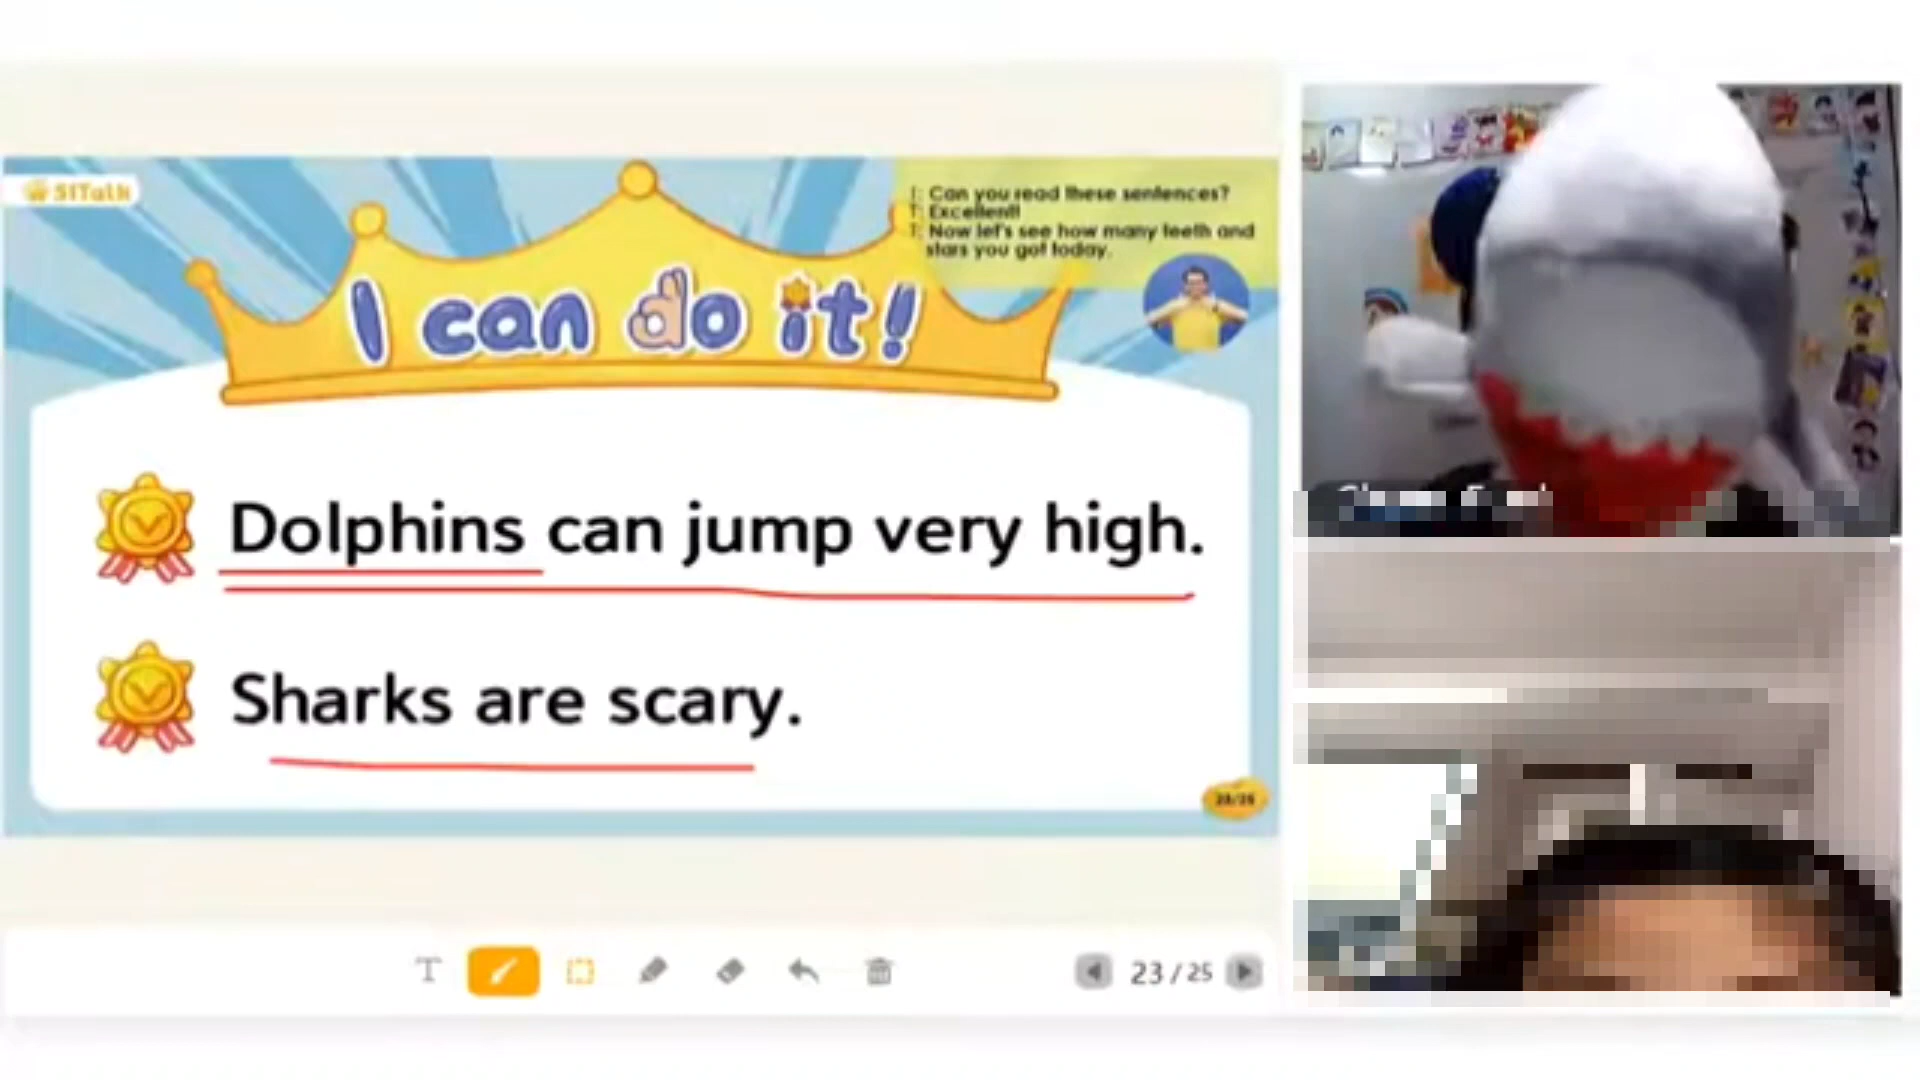 51Talk
T: Can you read these sentences?
T: Excellent!
T: Now let's see how many teeth and
stars you got today.
I can do it!
Dolphins can jump very high.
Sharks are scary.
23 / 25